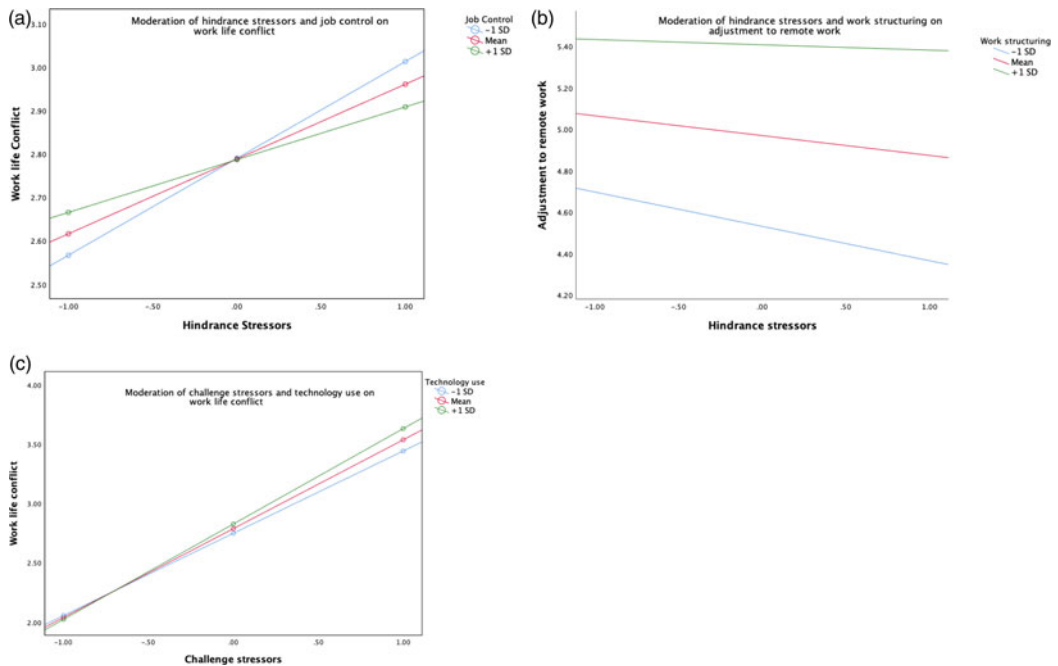 (a)
Moderation of hindrance stressors and job control on
work life conflict
Job Control
-1 SD
Mean
+1 SD
3.10
3.00
2.90
2.80
2.70
2.60
2.50
Work life Conflict
-1.00
-.50
.00
.50
1.00
Hindrance Stressors
(b)
Moderation of hindrance stressors and work structuring on
adjustment to remote work
Work structuring
-1 SD
Mean
+1 SD
5.40
5.20
5.00
4.80
4.60
4.40
4.20
Adjustment to remote work
-1.00
-.50
.00
.50
1.00
Hindrance stressors
(c)
Moderation of challenge stressors and technology use on
work life conflict
Technology use
-1 SD
Mean
+1 SD
4.00
3.50
3.00
2.50
2.00
Work life conflict
-1.00
-.50
.00
.50
1.00
Challenge stressors